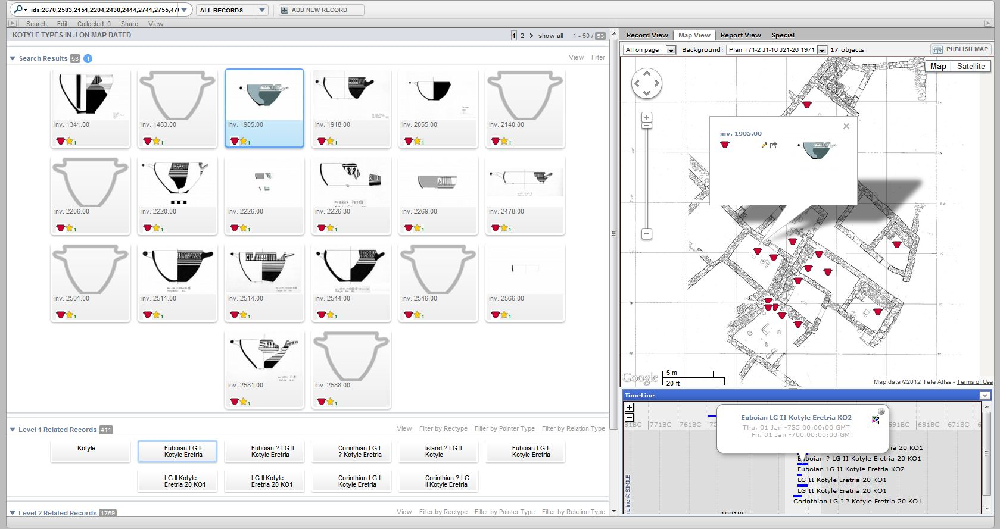 ids:2670,2583,2151,2204,2430,2444,2741,2755,47
ALL RECORDS
ADD NEW RECORD
Search Edit Collected: 0 Share View
KOTYLE TYPES IN J ON MAP DATED
1 2 show all 1 - 50 / 53
Search Results 53 1
View Filter
inv. 1341.00 inv. 1483.00 inv. 1905.00 inv. 1918.00 inv. 2055.00 inv. 2140.00
1 1 1 1 1 1
inv. 2206.00 inv. 2220.00 inv. 2226.00 inv. 2226.30 inv. 2269.00 inv. 2478.00
1 1 1 1 1 1
inv. 2501.00 inv. 2511.00 inv. 2514.00 inv. 2544.00 inv. 2546.00 inv. 2566.00
1 1 1 1 1 1
inv. 2581.00 inv. 2588.00
1 1
Level 1 Related Records 411
View Filter by Rectype Filter by Pointer Type Filter by Relation Type
Kotyle
Euboian LG II
Kotyle Eretria
Euboian ? LG II
Kotyle Eretria
Corinthian LG I
? Kotyle Eretria
Island ? LG II
Kotyle
Euboian LG II
Kotyle Eretria
LG II Kotyle
Eretria 20 KO1
LG II Kotyle
Eretria 20 KO1
Corinthian LG II
Kotyle Eretria
Corinthian ? LG
II Kotyle Eretria
Level 2 Related Records 1759
View Filter by Rectype Filter by Pointer Type Filter by Relation Type
Record View Map View Report View Special
All on page Background: Plan T71-2 J1-16 J21-26 1971 17 objects
PUBLISH MAP
Map Satellite
inv. 1905.00
Google
5 m
20 ft
Map data ©2012 Tele Atlas - Terms of Use
TimeLine
81BC 771BC 761BC 75 691BC 681BC 671BC 6
Euboian LG II Kotyle Eretria KO2
Thu, 01 Jan -735 00:00:00 GMT
Fri, 01 Jan -700 00:00:00 GMT
ria 20 KO1
Euboian ? LG II Kotyle Eretria 20 KO1
Euboian LG II Kotyle Eretria KO2
LG II Kotyle Eretria 20 KO1
LG II Kotyle Eretria 20 KO1
Corinthian LG I ? Kotyle Eretria 20 KO1
meline © SIMILE